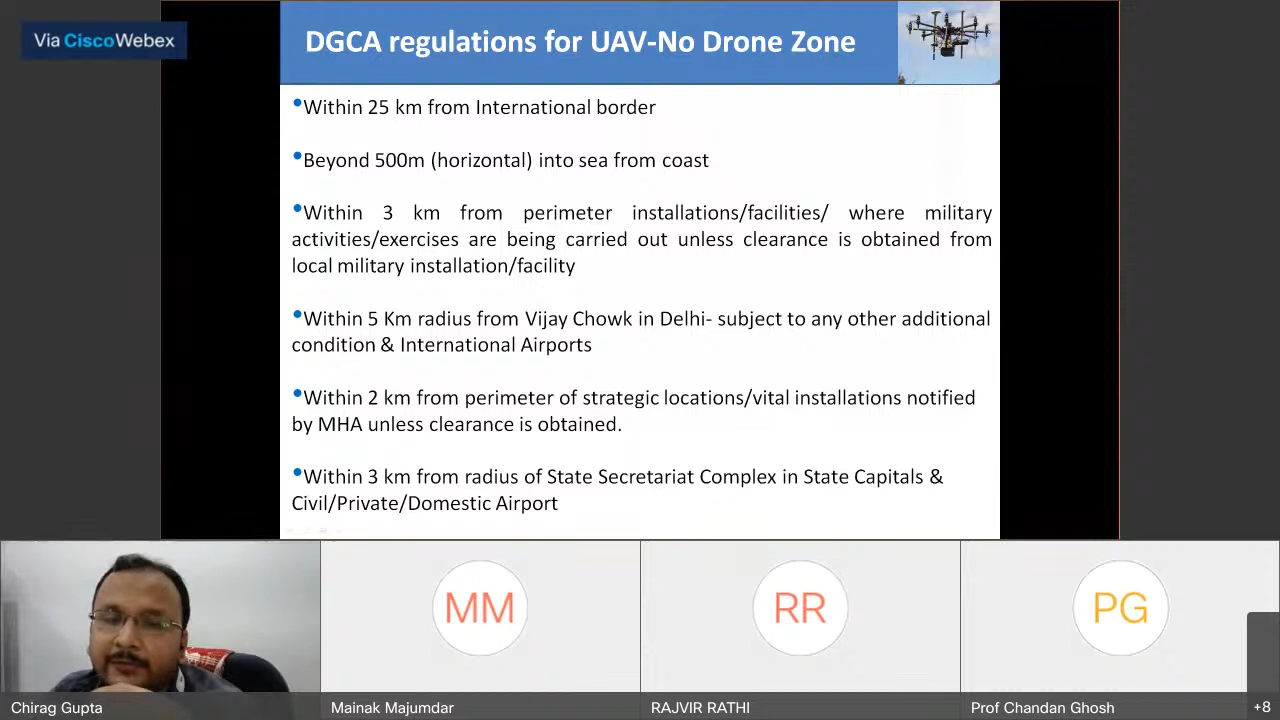 Via Cisco Webex
DGCA regulations for UAV-No Drone Zone
•Within 25 km from International border
•Beyond 500m (horizontal) into sea from coast
•Within 3 km from perimeter installations/facilities/ where military
activities/exercises are being carried out unless clearance is obtained from
local military installation/facility
•Within 5 Km radius from Vijay Chowk in Delhi- subject to any other additional
condition & International Airports
•Within 2 km from perimeter of strategic locations/vital installations notified
by MHA unless clearance is obtained.
•Within 3 km from radius of State Secretariat Complex in State Capitals &
Civil/Private/Domestic Airport
MM
RR
PG
Chirag Gupta
Mainak Majumdar
RAJVIR RATHI
Prof Chandan Ghosh
+8